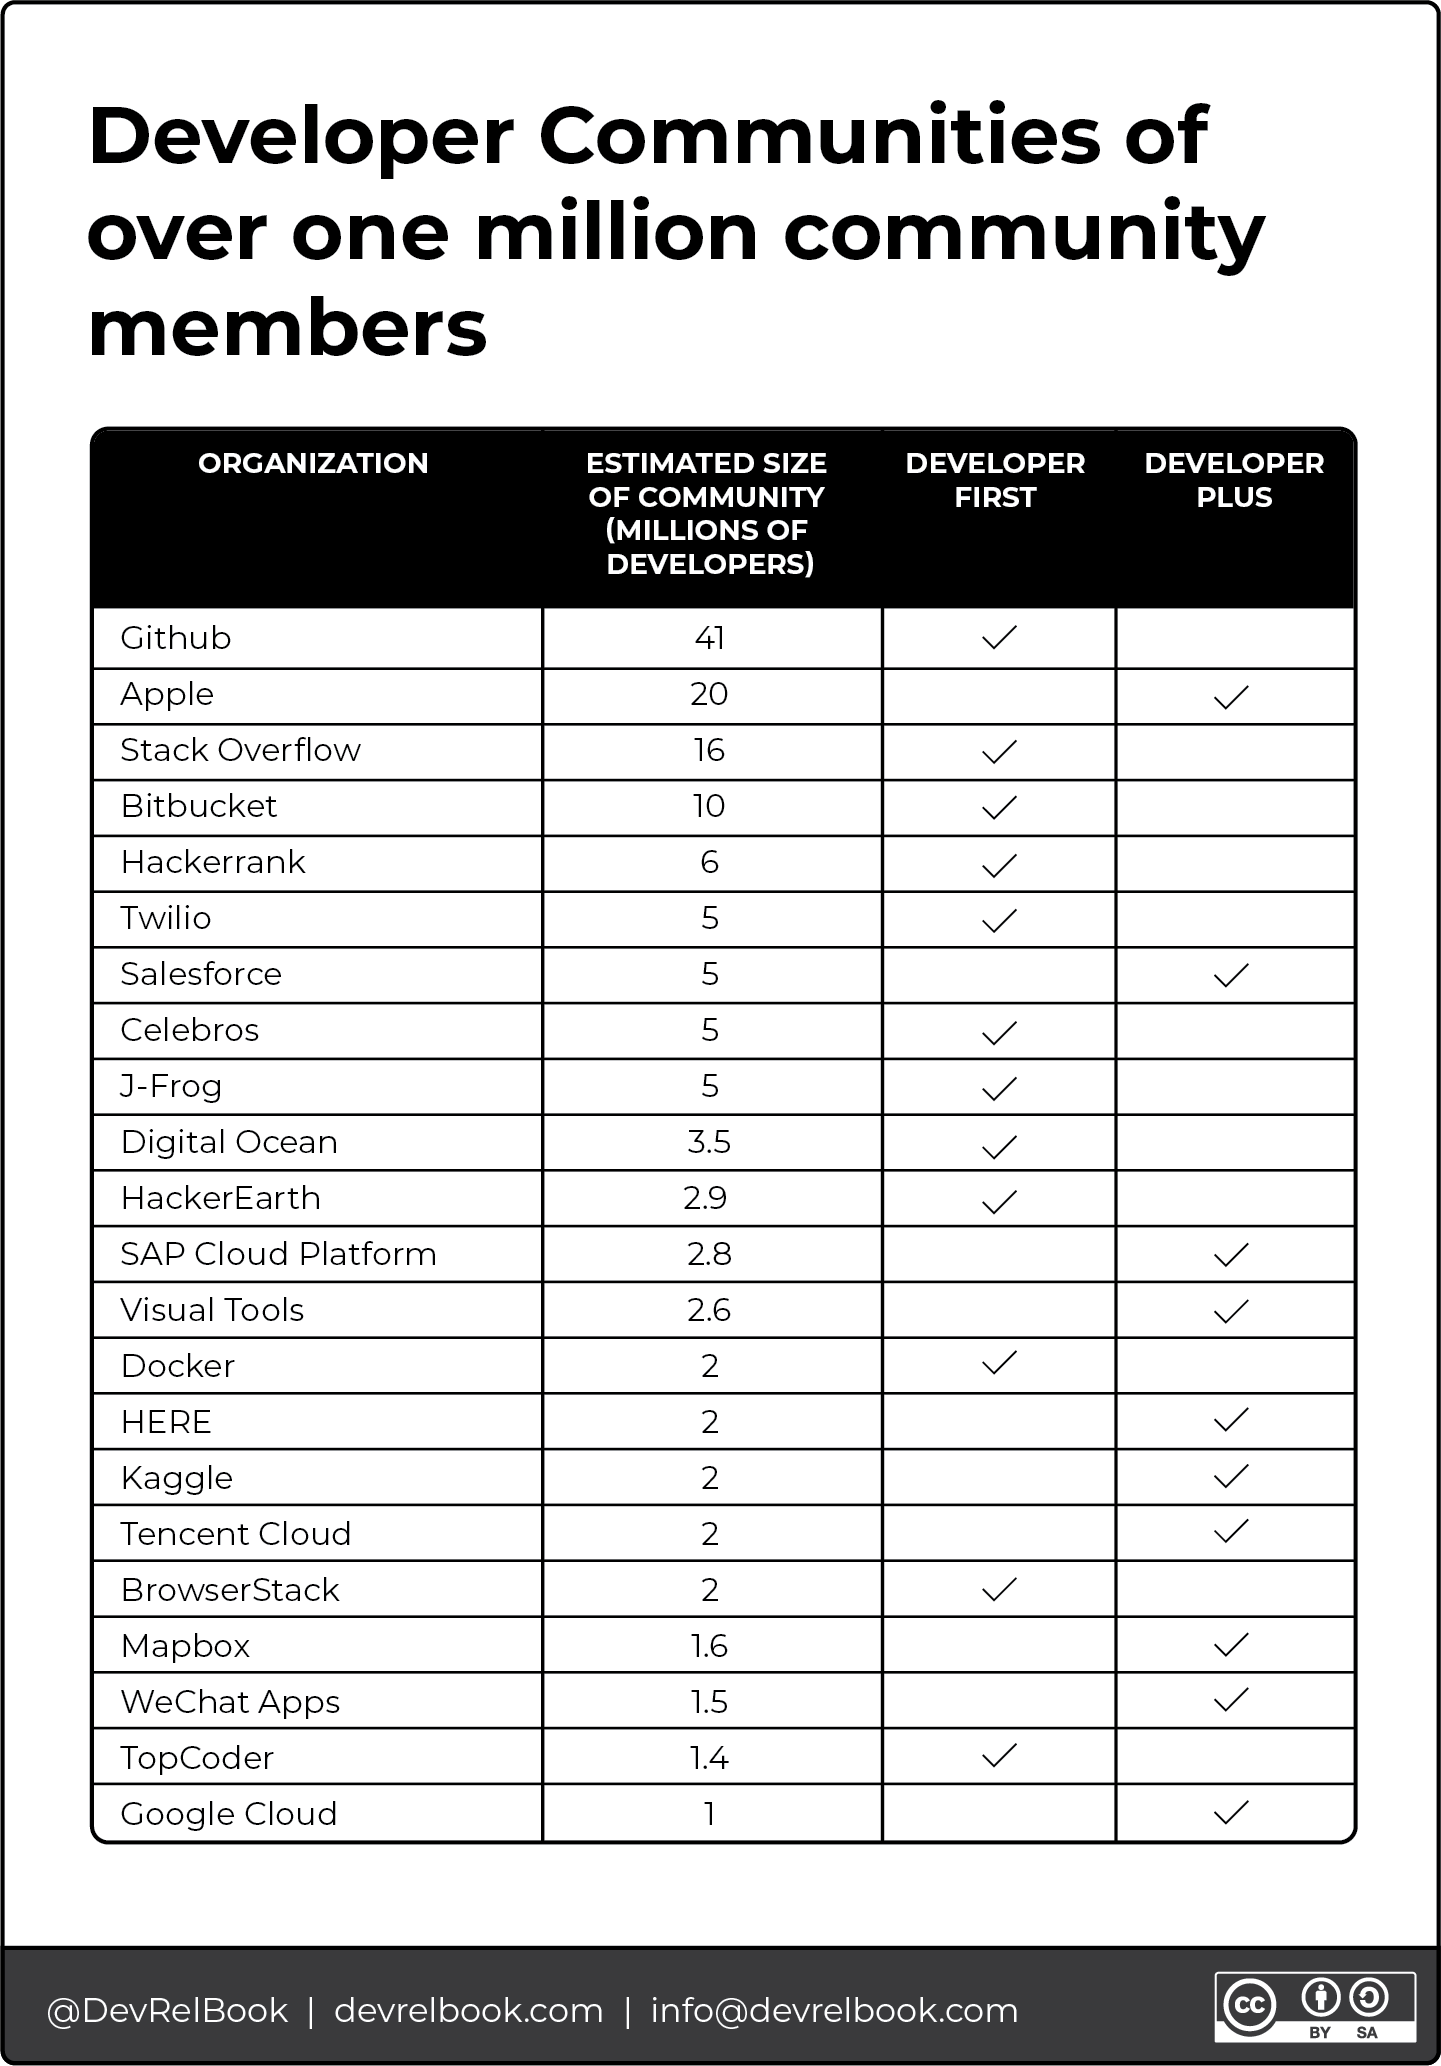 Developer Communities of
over one million community
members
ORGANIZATION
ESTIMATED SIZE
OF COMMUNITY
(MILLIONS OF
DEVELOPERS)
DEVELOPER
FIRST
DEVELOPER
PLUS
Github 41 ✓
Apple 20 ✓
Stack Overflow 16 ✓
Bitbucket 10 ✓
Hackerrank 6 ✓
Twilio 5 ✓
Salesforce 5 ✓
Celebros 5 ✓
J-Frog 5 ✓
Digital Ocean 3.5 ✓
HackerEarth 2.9 ✓
SAP Cloud Platform 2.8 ✓
Visual Tools 2.6 ✓
Docker 2 ✓
HERE 2 ✓
Kaggle 2 ✓
Tencent Cloud 2 ✓
BrowserStack 2 ✓
Mapbox 1.6 ✓
WeChat Apps 1.5 ✓
TopCoder 1.4 ✓
Google Cloud 1 ✓
@DevRelBook | devrelbook.com | info@devrelbook.com
cc
BY SA